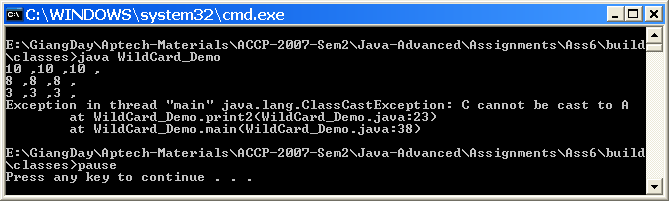 C:\WINDOWS\system32\cmd.exe
E:\GiangDay\Aptech-Materials\ACCP-2007-Sem2\Java-Advanced\Assignments\Ass6\build
\classes>java WildCard_Demo
10 ,10 ,10 ,
8 ,8 ,8 ,
3 ,3 ,3 ,
Exception in thread "main" java.lang.ClassCastException: C cannot be cast to A
at WildCard_Demo.print2(WildCard_Demo.java:23)
at WildCard_Demo.main(WildCard_Demo.java:38)
E:\GiangDay\Aptech-Materials\ACCP-2007-Sem2\Java-Advanced\Assignments\Ass6\build
\classes>pause
Press any key to continue . . .